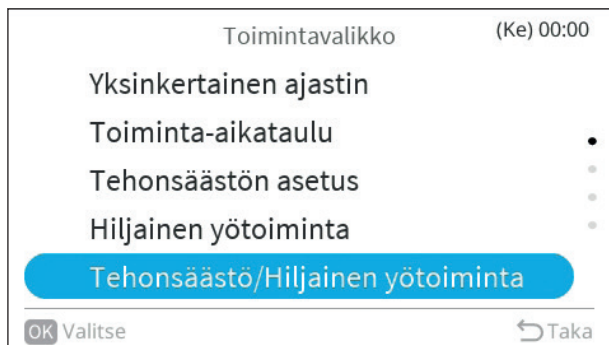 Toimintavalikko (Ke) 00:00
Yksinkertainen ajastin
Toiminta-aikataulu
Tehonsäästön asetus
Hiljainen yötoiminta
Tehonsäästö/Hiljainen yötoiminta
OK Valitse Taka